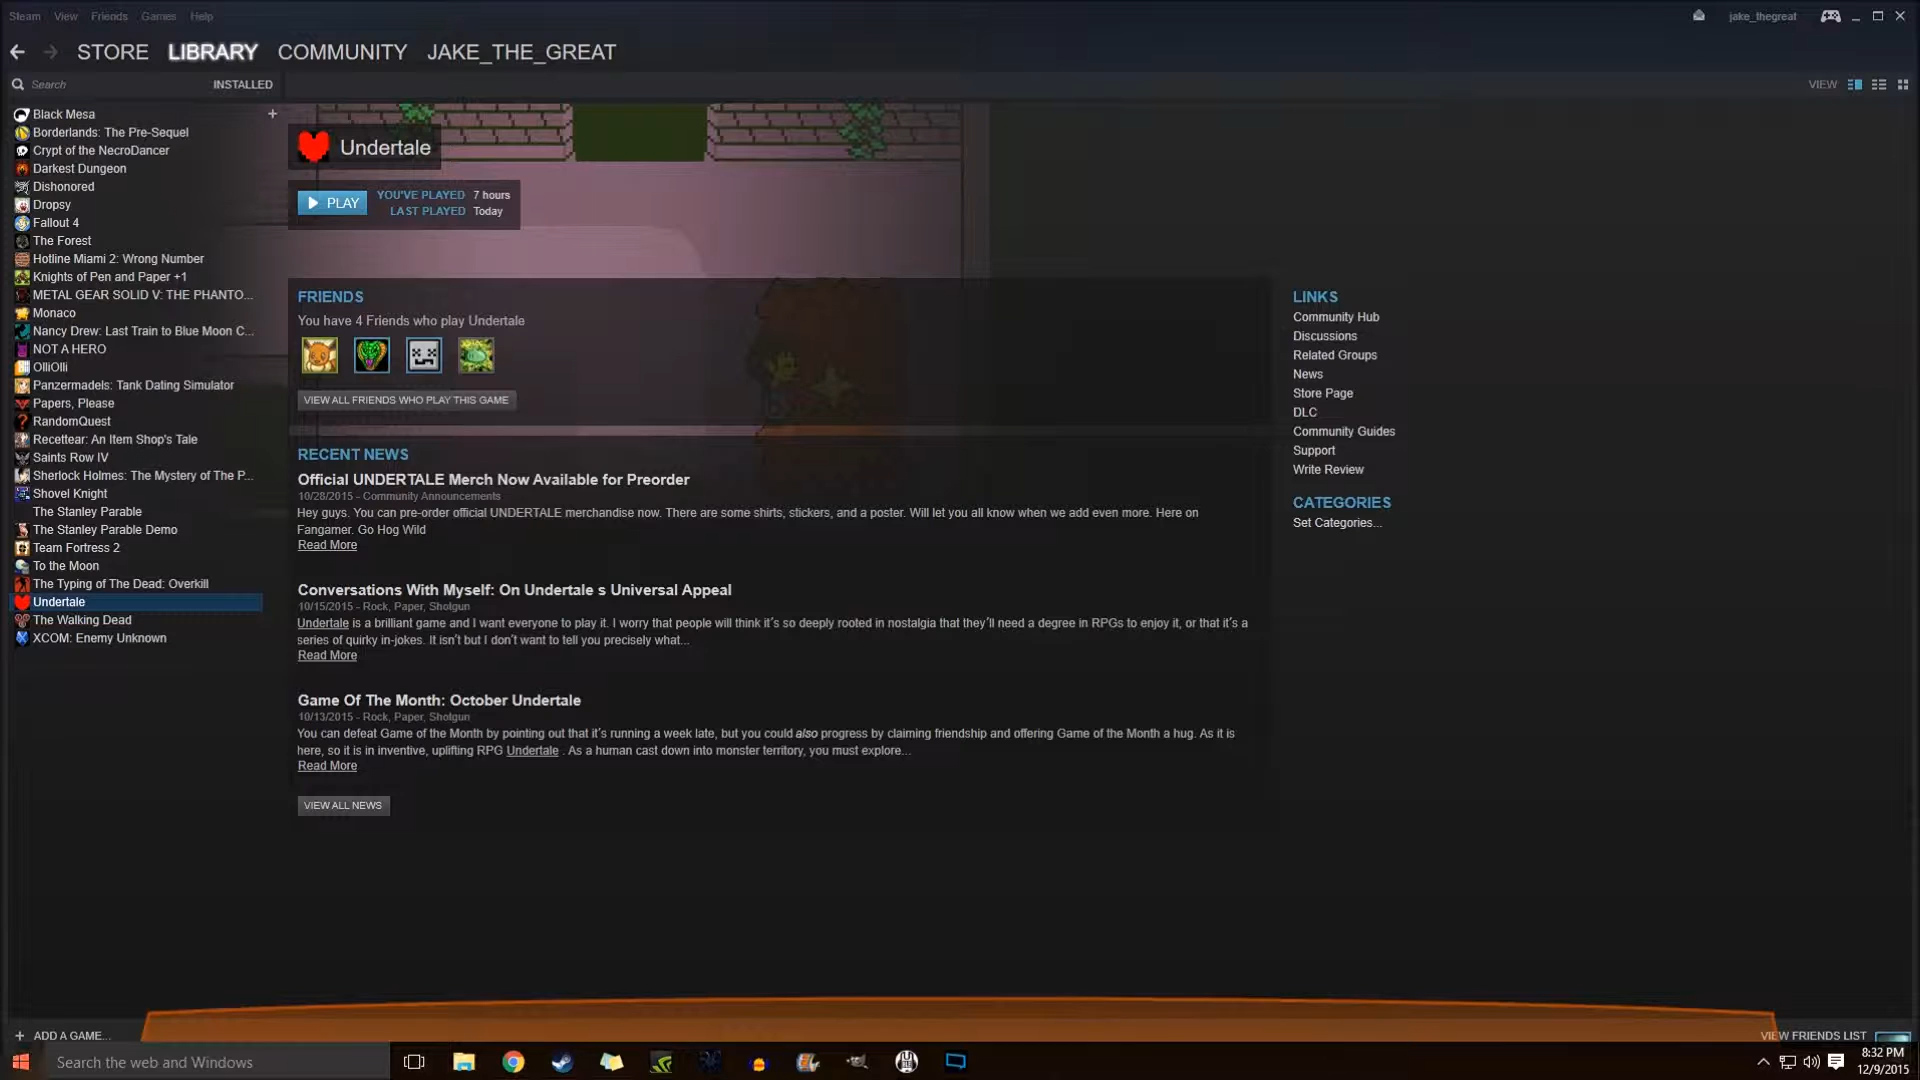 Steam View Friends Games Help
jake_thegreat
STORE LIBRARY COMMUNITY JAKE_THE_GREAT
Search INSTALLED
VIEW
Black Mesa
Borderlands: The Pre-Sequel
Crypt of the NecroDancer
Darkest Dungeon
Dishonored
Dropsy
Fallout 4
The Forest
Hotline Miami 2: Wrong Number
Knights of Pen and Paper +1
METAL GEAR SOLID V: THE PHANTO...
Monaco
Nancy Drew: Last Train to Blue Moon C...
NOT A HERO
OlliOlli
Panzermadels: Tank Dating Simulator
Papers, Please
RandomQuest
Recettear: An Item Shop's Tale
Saints Row IV
Sherlock Holmes: The Mystery of The P...
Shovel Knight
The Stanley Parable
The Stanley Parable Demo
Team Fortress 2
To the Moon
The Typing of The Dead: Overkill
Undertale
The Walking Dead
XCOM: Enemy Unknown
Undertale
PLAY
YOU'VE PLAYED 7 hours
LAST PLAYED Today
FRIENDS
You have 4 Friends who play Undertale
VIEW ALL FRIENDS WHO PLAY THIS GAME
RECENT NEWS
Official UNDERTALE Merch Now Available for Preorder
10/28/2015 - Community Announcements
Hey guys. You can pre-order official UNDERTALE merchandise now. There are some shirts, stickers, and a poster. Will let you all know when we add even more. Here on
Fangamer. Go Hog Wild
Read More
Conversations With Myself: On Undertale s Universal Appeal
10/15/2015 - Rock, Paper, Shotgun
Undertale is a brilliant game and I want everyone to play it. I worry that people will think it's so deeply rooted in nostalgia that they'll need a degree in RPGs to enjoy it, or that it's a
series of quirky in-jokes. It isn't but I don't want to tell you precisely what...
Read More
Game Of The Month: October Undertale
10/13/2015 - Rock, Paper, Shotgun
You can defeat Game of the Month by pointing out that it's running a week late, but you could also progress by claiming friendship and offering Game of the Month a hug. As it is
here, so it is in inventive, uplifting RPG Undertale . As a human cast down into monster territory, you must explore...
Read More
VIEW ALL NEWS
LINKS
Community Hub
Discussions
Related Groups
News
Store Page
DLC
Community Guides
Support
Write Review
CATEGORIES
Set Categories...
+ ADD A GAME...
VIEW FRIENDS LIST
Search the web and Windows
8:32 PM
12/9/2015